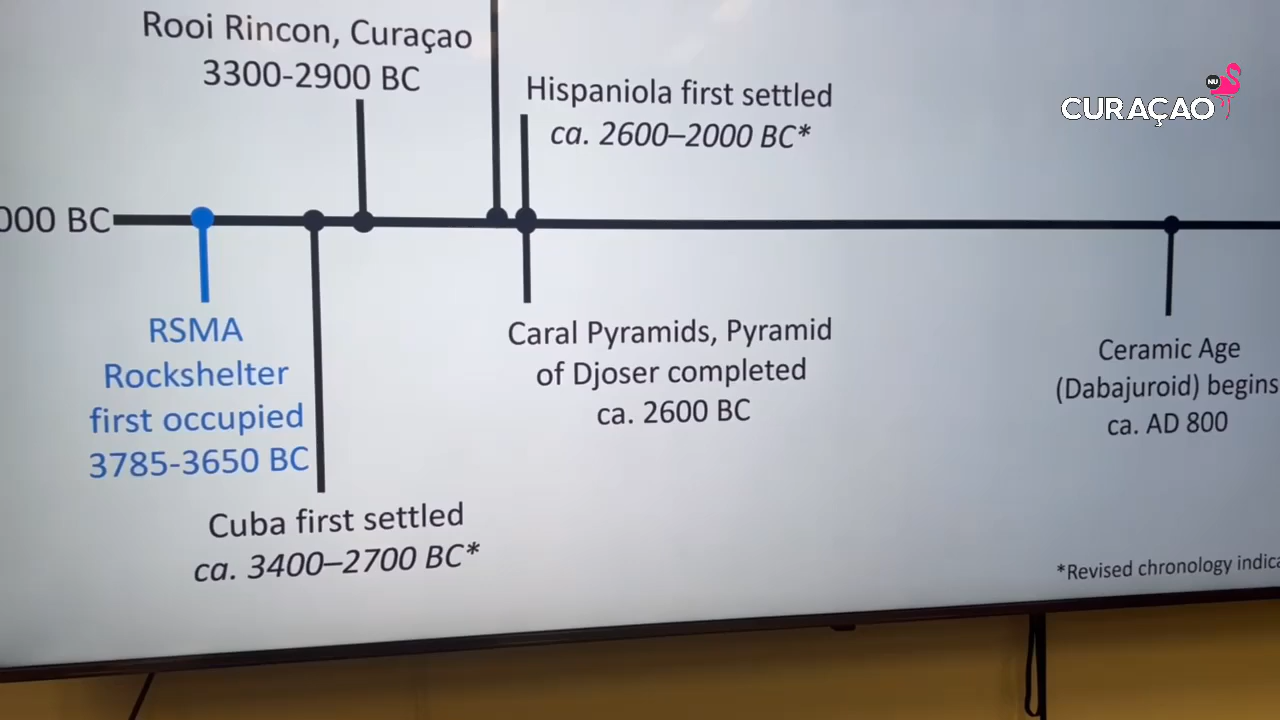 Rooi Rincon, Curaçao
3300-2900 BC
Hispaniola first settled
ca. 2600–2000 BC*
NU
CURAÇAO
000 BC
RSMA
Rockshelter
first occupied
3785-3650 BC
Caral Pyramids, Pyramid
of Djoser completed
ca. 2600 BC
Ceramic Age
(Dabajuroid) begins
ca. AD 800
Cuba first settled
ca. 3400–2700 BC*
*Revised chronology